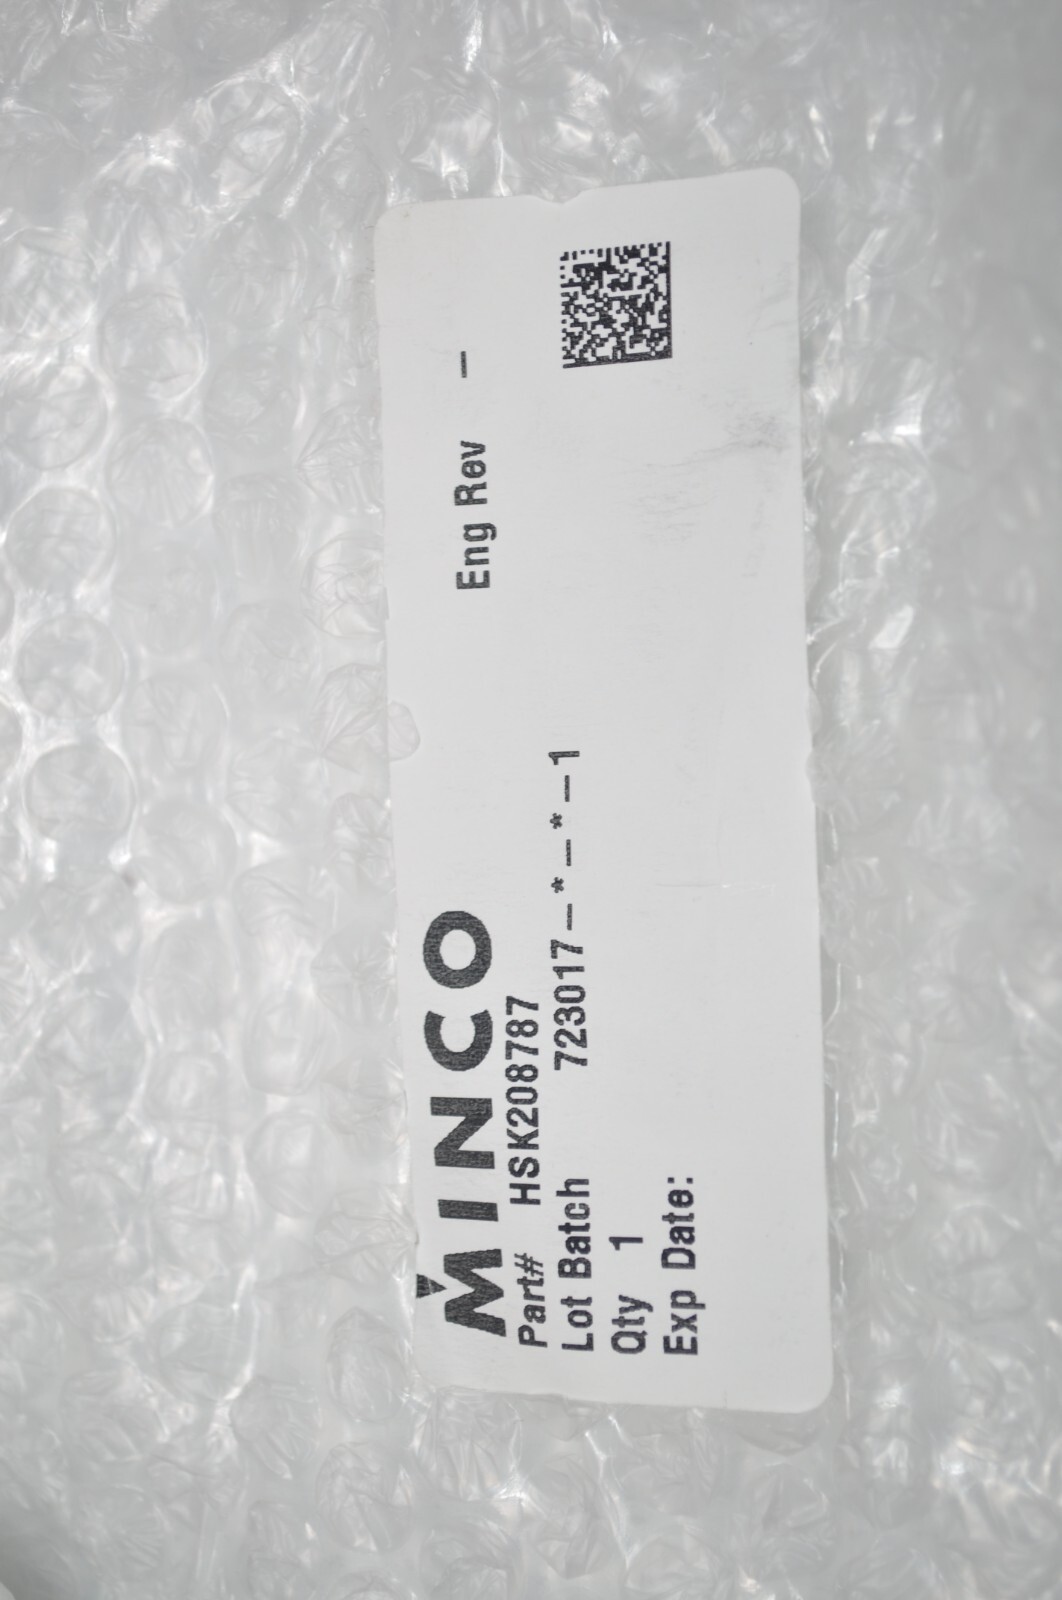 MINCO
Part# HSK208787 Eng Rev –
Lot Batch 723017–*–*–1
Qty 1
Exp Date: